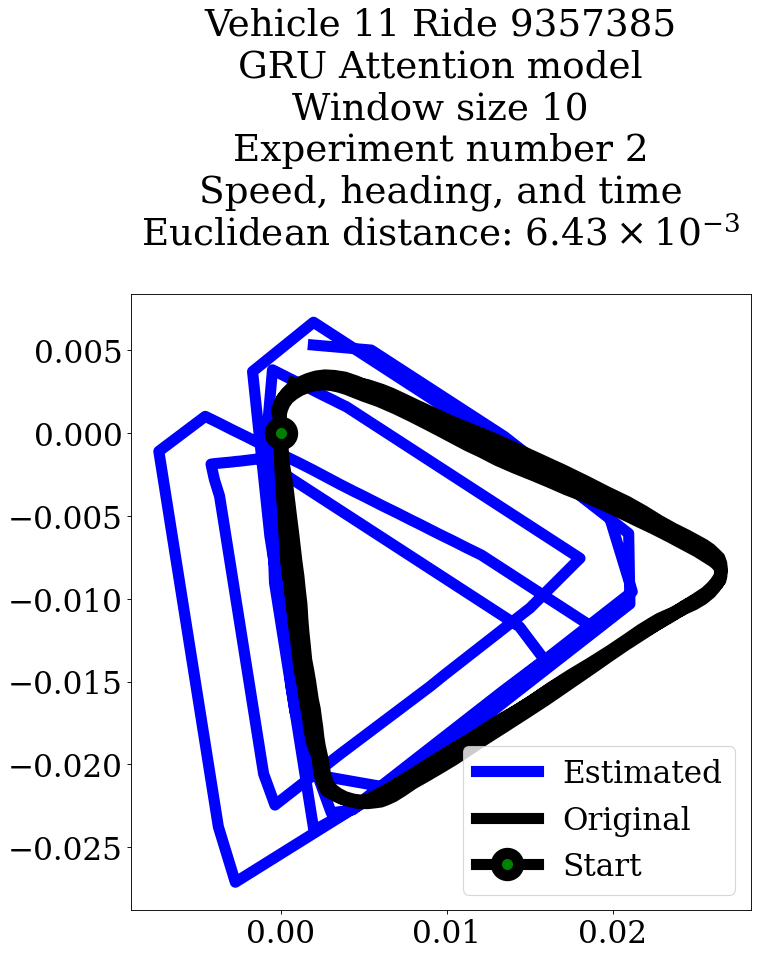 Vehicle 11 Ride 9357385
GRU Attention model
Window size 10
Experiment number 2
Speed, heading, and time
Euclidean distance: 6.43 × 10⁻³
0.005
0.000
−0.005
−0.010
−0.015
−0.020
−0.025
Estimated
Original
Start
0.00 0.01 0.02